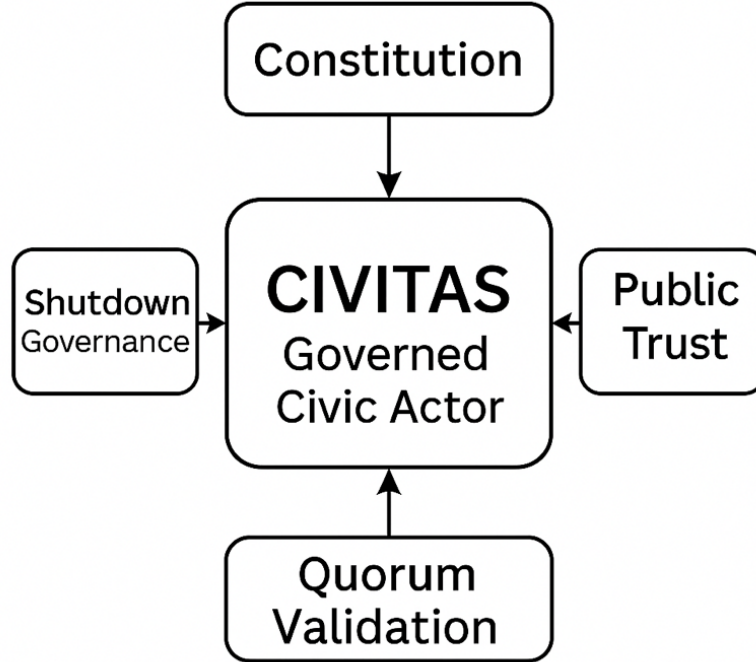 Constitution
Shutdown
Governance
CIVITAS
Governed
Civic Actor
Public
Trust
Quorum
Validation